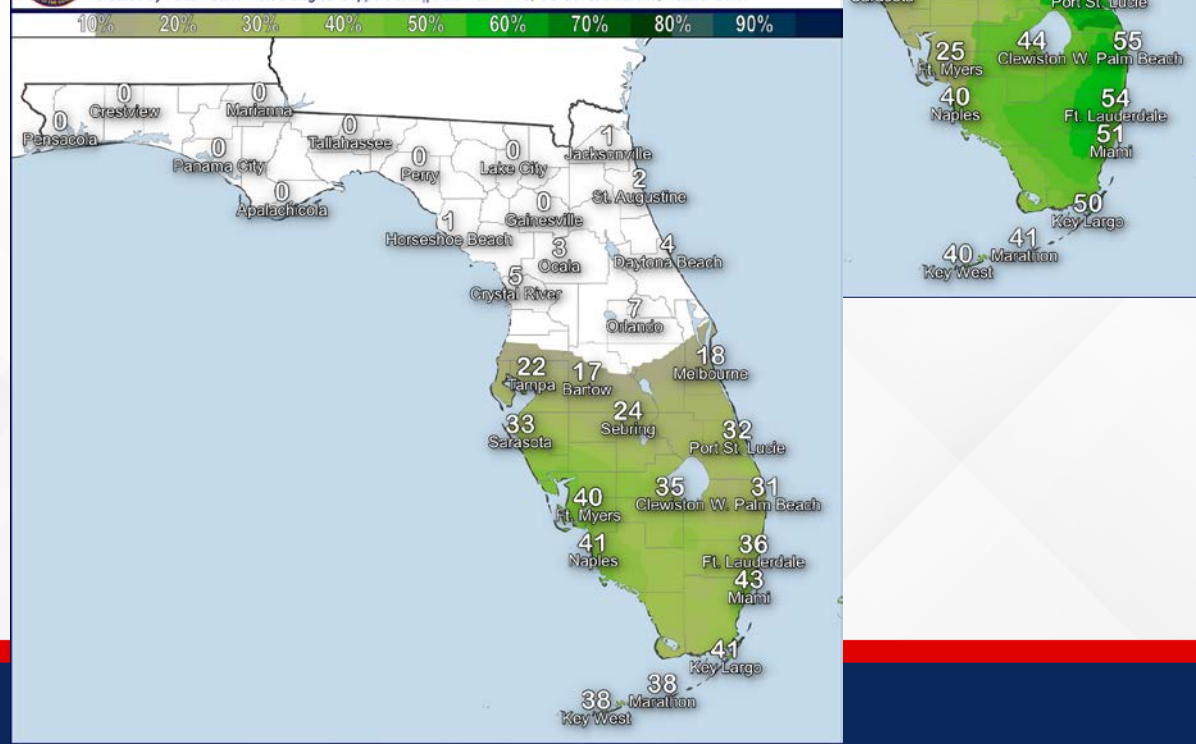 10% 20% 30% 40% 50% 60% 70% 80% 90%
0
Crestview
0
Marianna
0
Pensacola
0
Tallahassee
0
Panama City
0
Perry
0
Lake City
1
Jacksonville
0
Apalachicola
2
St. Augustine
0
Gainesville
1
Horseshoe Beach
3
Ocala
4
Daytona Beach
5
Crystal River
7
Orlando
18
Melbourne
22
Tampa
17
Bartow
24
Sebring
33
Sarasota
32
Port St. Lucie
40
Ft. Myers
35
Clewiston
31
W. Palm Beach
41
Naples
36
Ft. Lauderdale
43
Miami
41
Key Largo
38
Marathon
38
Key West
Port St. Lucie
25
Ft. Myers
44
Clewiston
55
W. Palm Beach
40
Naples
54
Ft. Lauderdale
51
Miami
50
Key Largo
41
Marathon
40
Key West